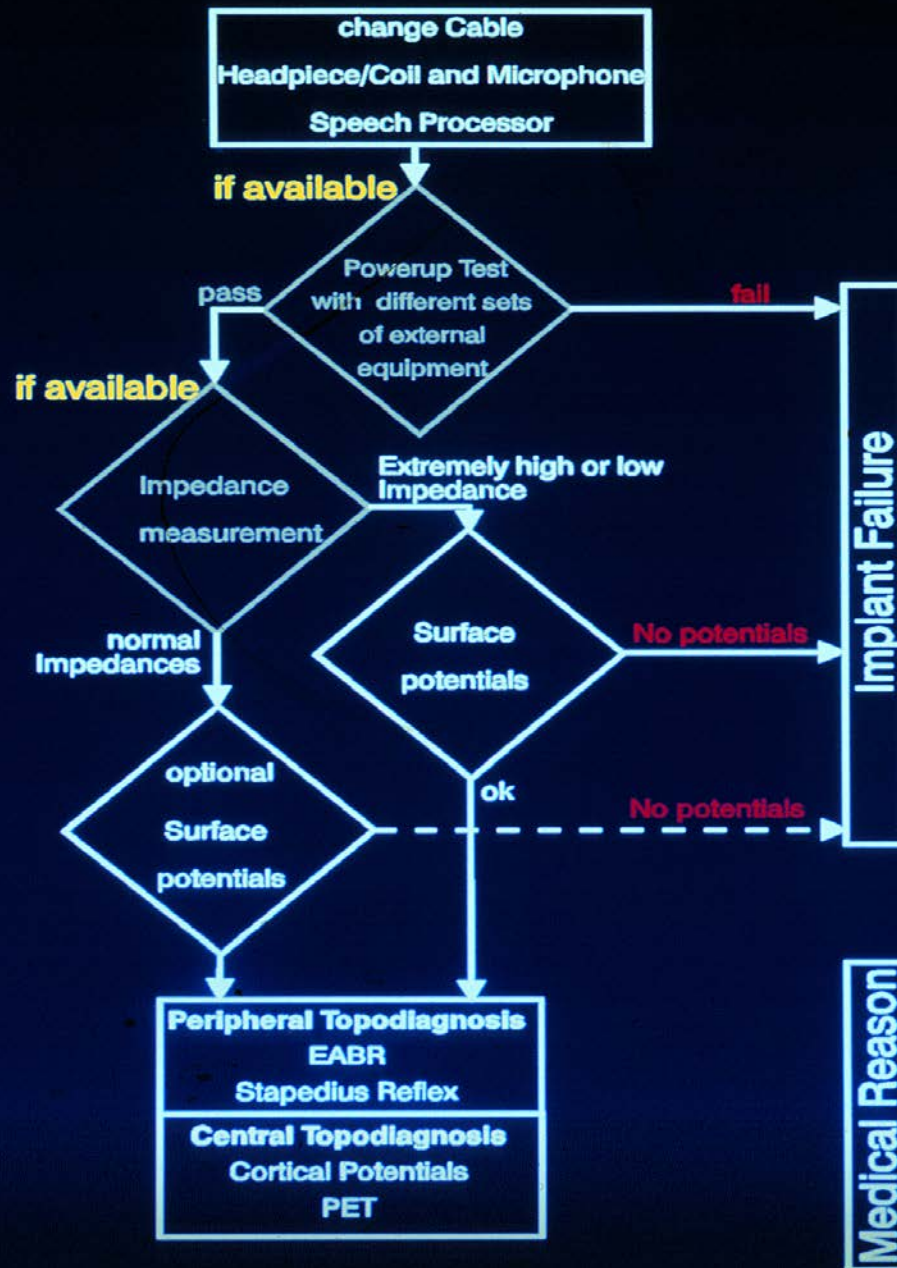 change Cable
Headpiece/Coil and Microphone
Speech Processor
if available
Powerup Test
with different sets
of external
equipment
pass
fail
if available
Impedance
measurement
Extremely high or low
Impedance
normal
Impedances
Surface
potentials
No potentials
optional
Surface
potentials
ok
No potentials
Implant Failure
Peripheral Topodiagnosis
EABR
Stapedius Reflex
Central Topodiagnosis
Cortical Potentials
PET
Medical Reason